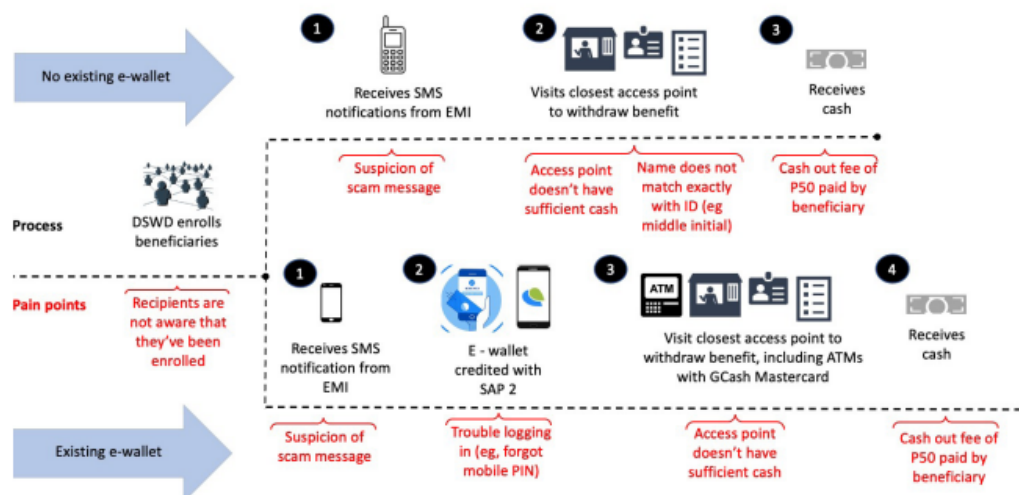 1
2
3
No existing e-wallet
Receives SMS
notifications from EMI
Visits closest access point
to withdraw benefit
Receives
cash
Suspicion of
scam message
Access point
doesn't have
sufficient cash
Name does not
match exactly
with ID (eg
middle initial)
Cash out fee of
P50 paid by
beneficiary
Process
DSWD enrolls
beneficiaries
Pain points
Recipients are
not aware that
they've been
enrolled
1
2
3
4
ATM
Receives SMS
notification from
EMI
E - wallet
credited with
SAP 2
Visit closest access point to
withdraw benefit, including ATMs
with GCash Mastercard
Receives
cash
Existing e-wallet
Suspicion of
scam message
Trouble logging
in (eg, forgot
mobile PIN)
Access point
doesn't have
sufficient cash
Cash out fee of
P50 paid by
beneficiary